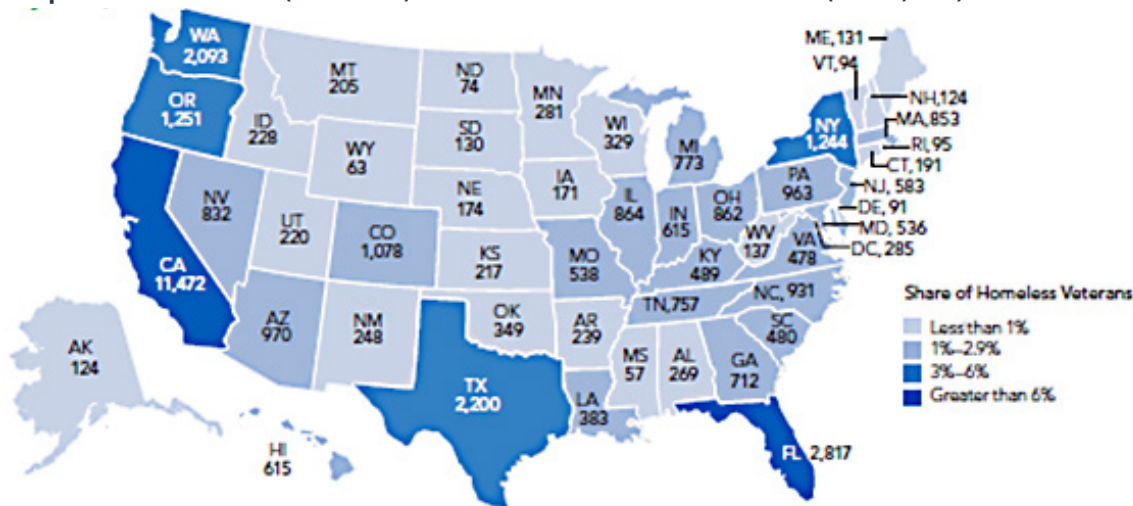 WA
2,093
OR
1,251
CA
11,472
NV
832
ID
228
MT
205
WY
63
UT
220
AZ
970
CO
1,078
NM
248
ND
74
SD
130
NE
174
KS
217
OK
349
TX
2,200
MN
281
IA
171
MO
538
AR
239
LA
383
WI
329
IL
864
MI
773
IN
615
OH
862
KY
489
TN, 757
MS
57
AL
269
GA
712
FL 2,817
SC
480
NC, 931
VA
478
WV
137
PA
963
NY
1,244
ME, 131
VT, 94
NH, 124
MA, 853
RI, 95
CT, 191
NJ, 583
DE, 91
MD, 536
DC, 285
AK
124
HI
615
Share of Homeless Veterans
Less than 1%
1%–2.9%
3%–6%
Greater than 6%